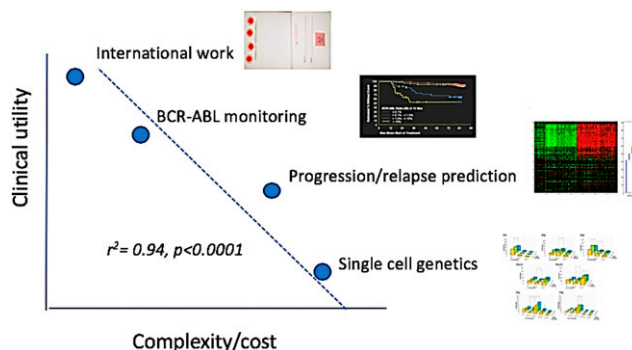 International work
BCR-ABL monitoring
Progression/relapse prediction
Single cell genetics
r²= 0.94, p<0.0001
Clinical utility
Complexity/cost